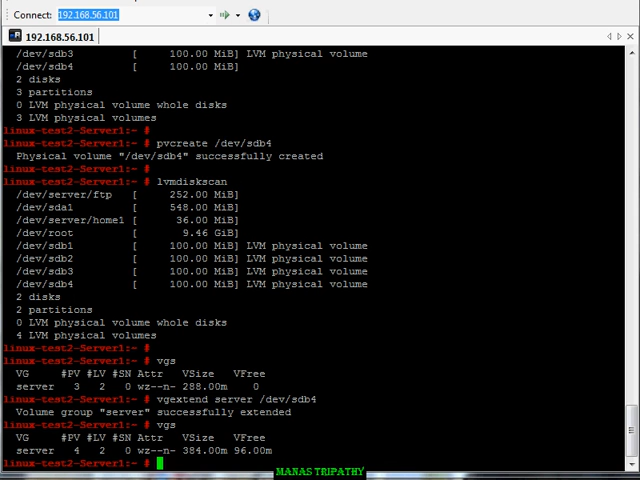 Connect: 192.168.56.101
192.168.56.101
/dev/sdb3 [ 100.00 MiB] LVM physical volume
/dev/sdb4 [ 100.00 MiB]
2 disks
3 partitions
0 LVM physical volume whole disks
3 LVM physical volumes
linux-test2-Server1:~ #
linux-test2-Server1:~ # pvcreate /dev/sdb4
Physical volume "/dev/sdb4" successfully created
linux-test2-Server1:~ #
linux-test2-Server1:~ # lvmdiskscan
/dev/server/ftp [ 252.00 MiB]
/dev/sda1 [ 548.00 MiB]
/dev/server/home1 [ 36.00 MiB]
/dev/root [ 9.46 GiB]
/dev/sdb1 [ 100.00 MiB] LVM physical volume
/dev/sdb2 [ 100.00 MiB] LVM physical volume
/dev/sdb3 [ 100.00 MiB] LVM physical volume
/dev/sdb4 [ 100.00 MiB] LVM physical volume
2 disks
2 partitions
0 LVM physical volume whole disks
4 LVM physical volumes
linux-test2-Server1:~ #
linux-test2-Server1:~ # vgs
VG #PV #LV #SN Attr VSize VFree
server 3 2 0 wz--n- 288.00m 0
linux-test2-Server1:~ # vgextend server /dev/sdb4
Volume group "server" successfully extended
linux-test2-Server1:~ # vgs
VG #PV #LV #SN Attr VSize VFree
server 4 2 0 wz--n- 384.00m 96.00m
linux-test2-Server1:~ #
MANAS TRIPATHY